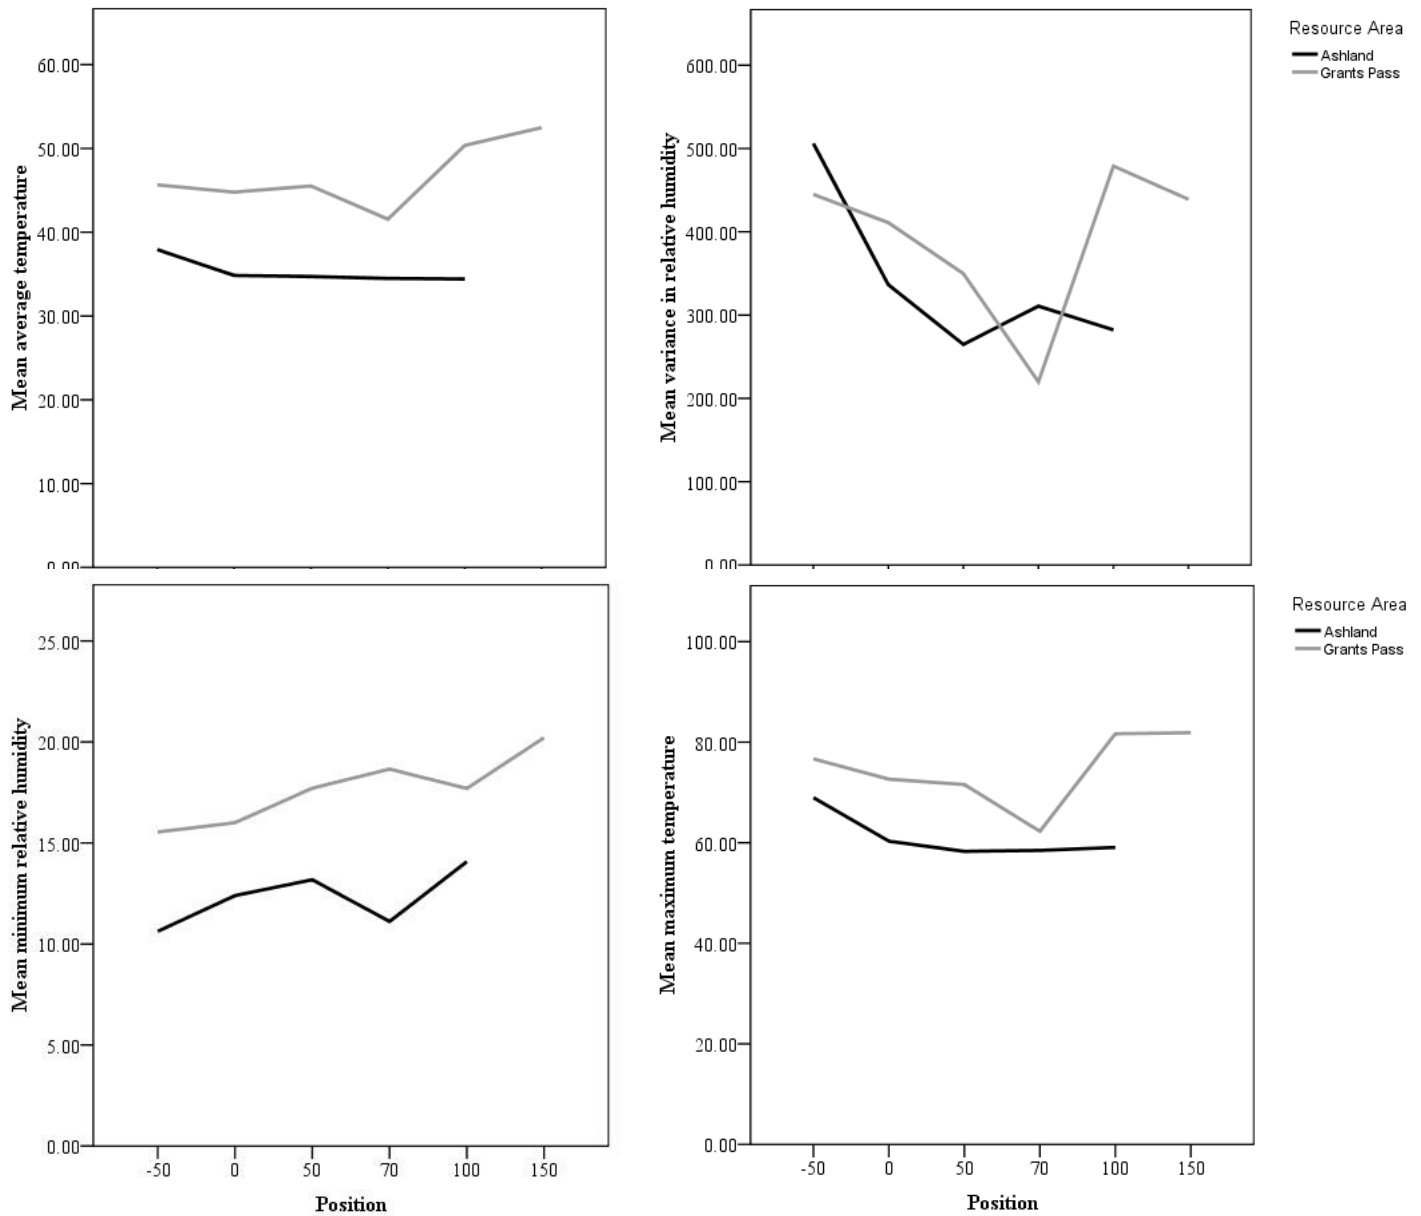 Mean average temperature
60.00
50.00
40.00
30.00
20.00
10.00
0.00
Mean variance in relative humidity
600.00
500.00
400.00
300.00
200.00
100.00
0.00
Resource Area
Ashland
Grants Pass
Mean minimum relative humidity
25.00
20.00
15.00
10.00
5.00
0.00
-50 0 50 70 100 150
Position
Mean maximum temperature
100.00
80.00
60.00
40.00
20.00
0.00
-50 0 50 70 100 150
Position
Resource Area
Ashland
Grants Pass